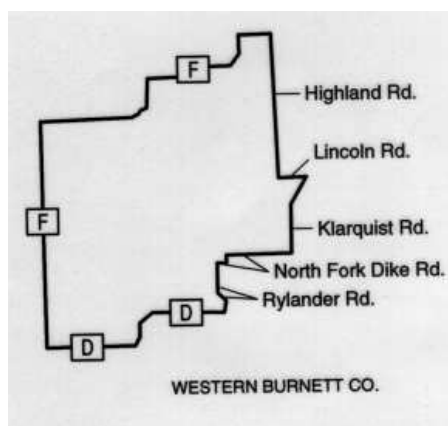 F
Highland Rd.
Lincoln Rd.
F
Klarquist Rd.
North Fork Dike Rd.
Rylander Rd.
D
D
WESTERN BURNETT CO.